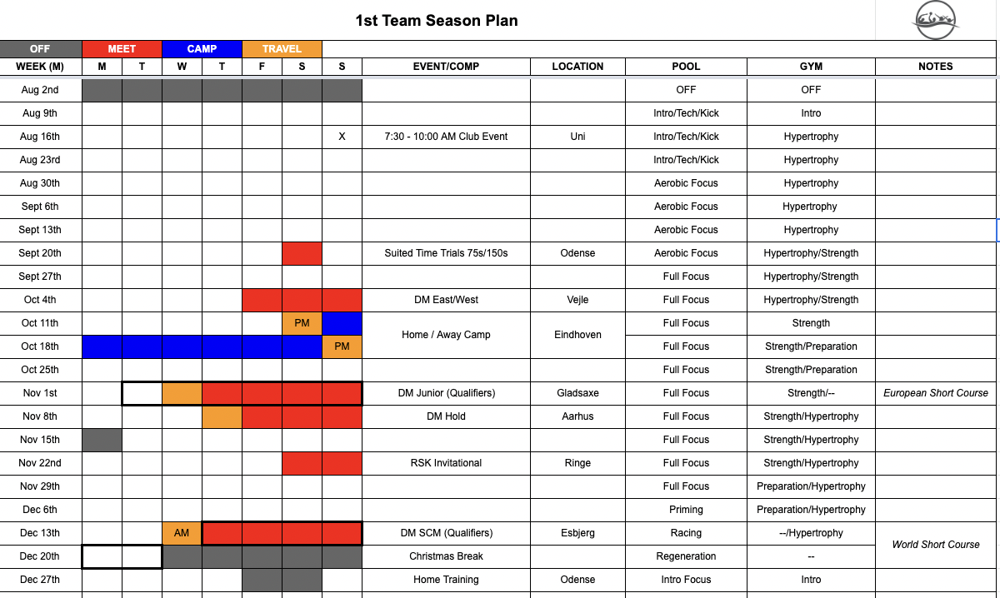 1st Team Season Plan
OFF MEET CAMP TRAVEL
WEEK (M) M T W T F S S EVENT/COMP LOCATION POOL GYM NOTES
Aug 2nd OFF OFF
Aug 9th Intro/Tech/Kick Intro
Aug 16th X 7:30 - 10:00 AM Club Event Uni Intro/Tech/Kick Hypertrophy
Aug 23rd Intro/Tech/Kick Hypertrophy
Aug 30th Aerobic Focus Hypertrophy
Sept 6th Aerobic Focus Hypertrophy
Sept 13th Aerobic Focus Hypertrophy
Sept 20th Suited Time Trials 75s/150s Odense Aerobic Focus Hypertrophy/Strength
Sept 27th Full Focus Hypertrophy/Strength
Oct 4th DM East/West Vejle Full Focus Hypertrophy/Strength
Oct 11th PM Full Focus Strength
Home / Away Camp Eindhoven
Oct 18th PM Full Focus Strength/Preparation
Oct 25th Full Focus Strength/Preparation
Nov 1st DM Junior (Qualifiers) Gladsaxe Full Focus Strength/-- European Short Course
Nov 8th DM Hold Aarhus Full Focus Strength/Hypertrophy
Nov 15th Full Focus Strength/Hypertrophy
Nov 22nd RSK Invitational Ringe Full Focus Strength/Hypertrophy
Nov 29th Full Focus Preparation/Hypertrophy
Dec 6th Priming Preparation/Hypertrophy
Dec 13th AM DM SCM (Qualifiers) Esbjerg Racing --/Hypertrophy
World Short Course
Dec 20th Christmas Break Regeneration --
Dec 27th Home Training Odense Intro Focus Intro